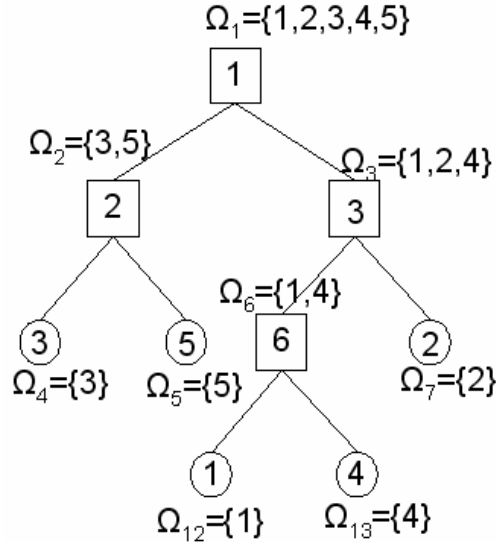 Ω₁={1,2,3,4,5}
1
Ω₂={3,5}
Ω₃={1,2,4}
2
3
Ω₆={1,4}
3
5
6
2
Ω₄={3}
Ω₅={5}
Ω₇={2}
1
4
Ω₁₂={1}
Ω₁₃={4}